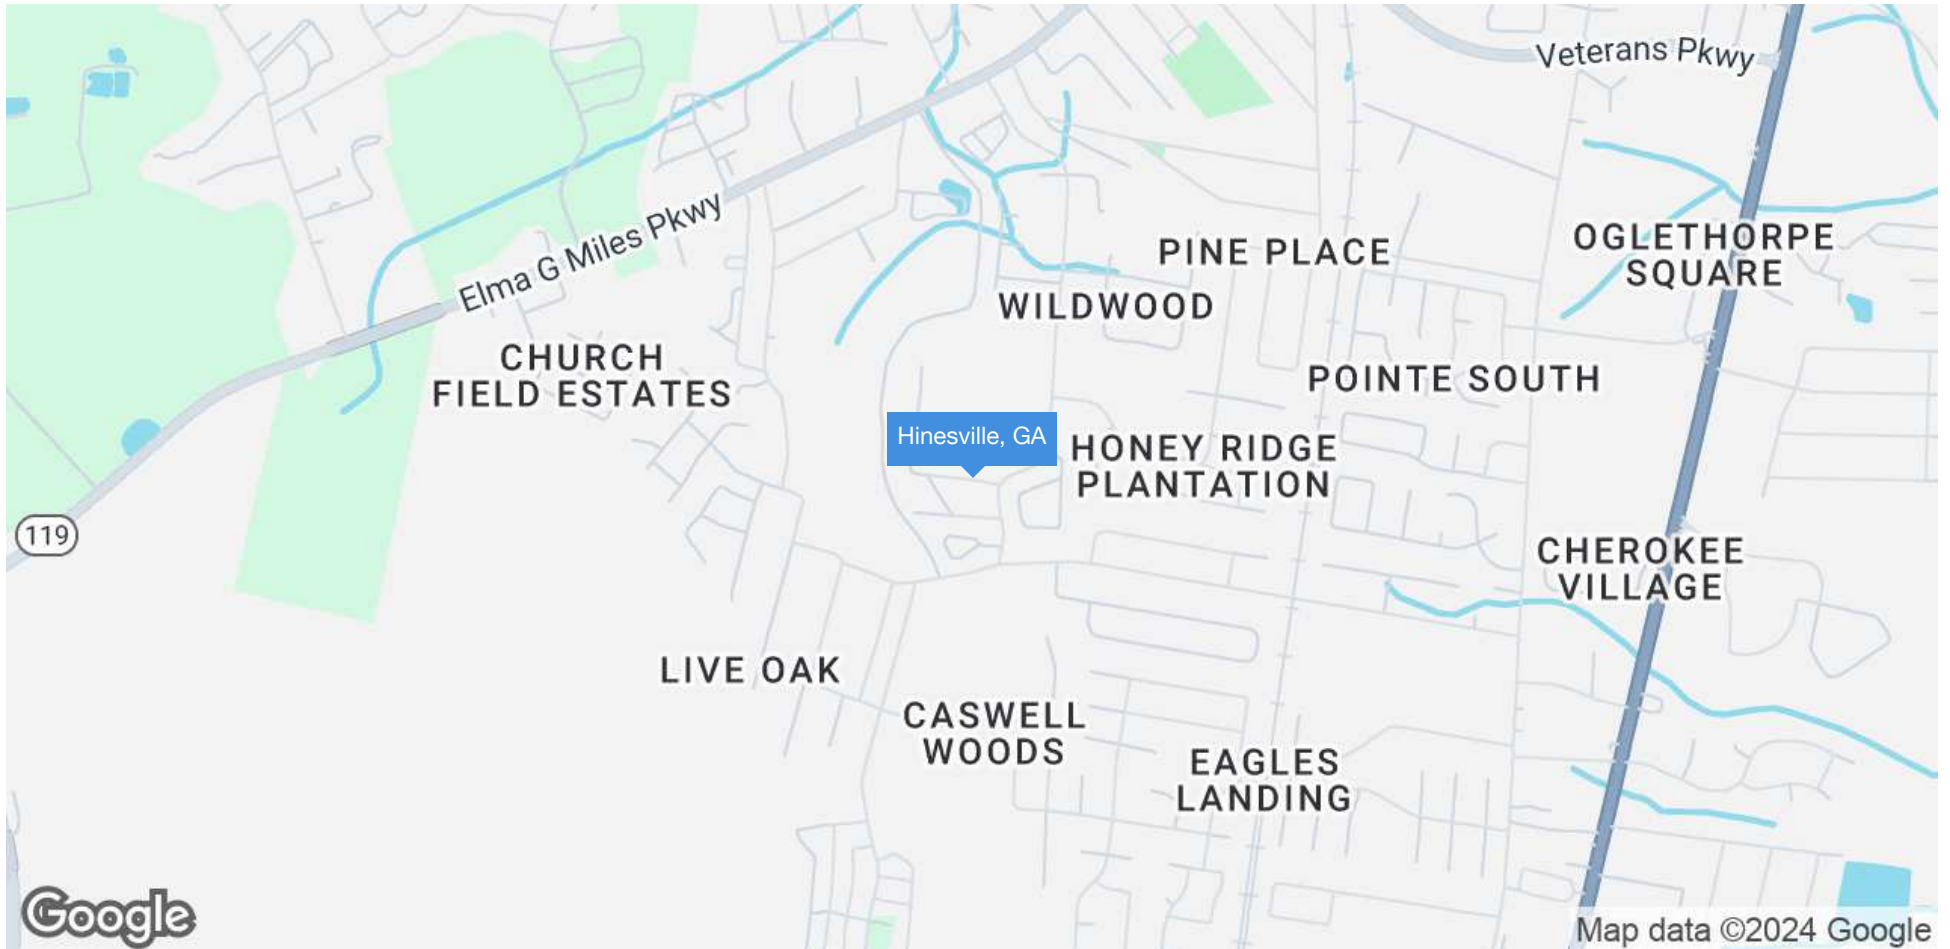 Veterans Pkwy
Elma G Miles Pkwy
PINE PLACE
OGLETHORPE
SQUARE
WILDWOOD
CHURCH
FIELD ESTATES
POINTE SOUTH
Hinesville, GA
HONEY RIDGE
PLANTATION
119
CHEROKEE
VILLAGE
LIVE OAK
CASWELL
WOODS
EAGLES
LANDING
Google
Map data ©2024 Google